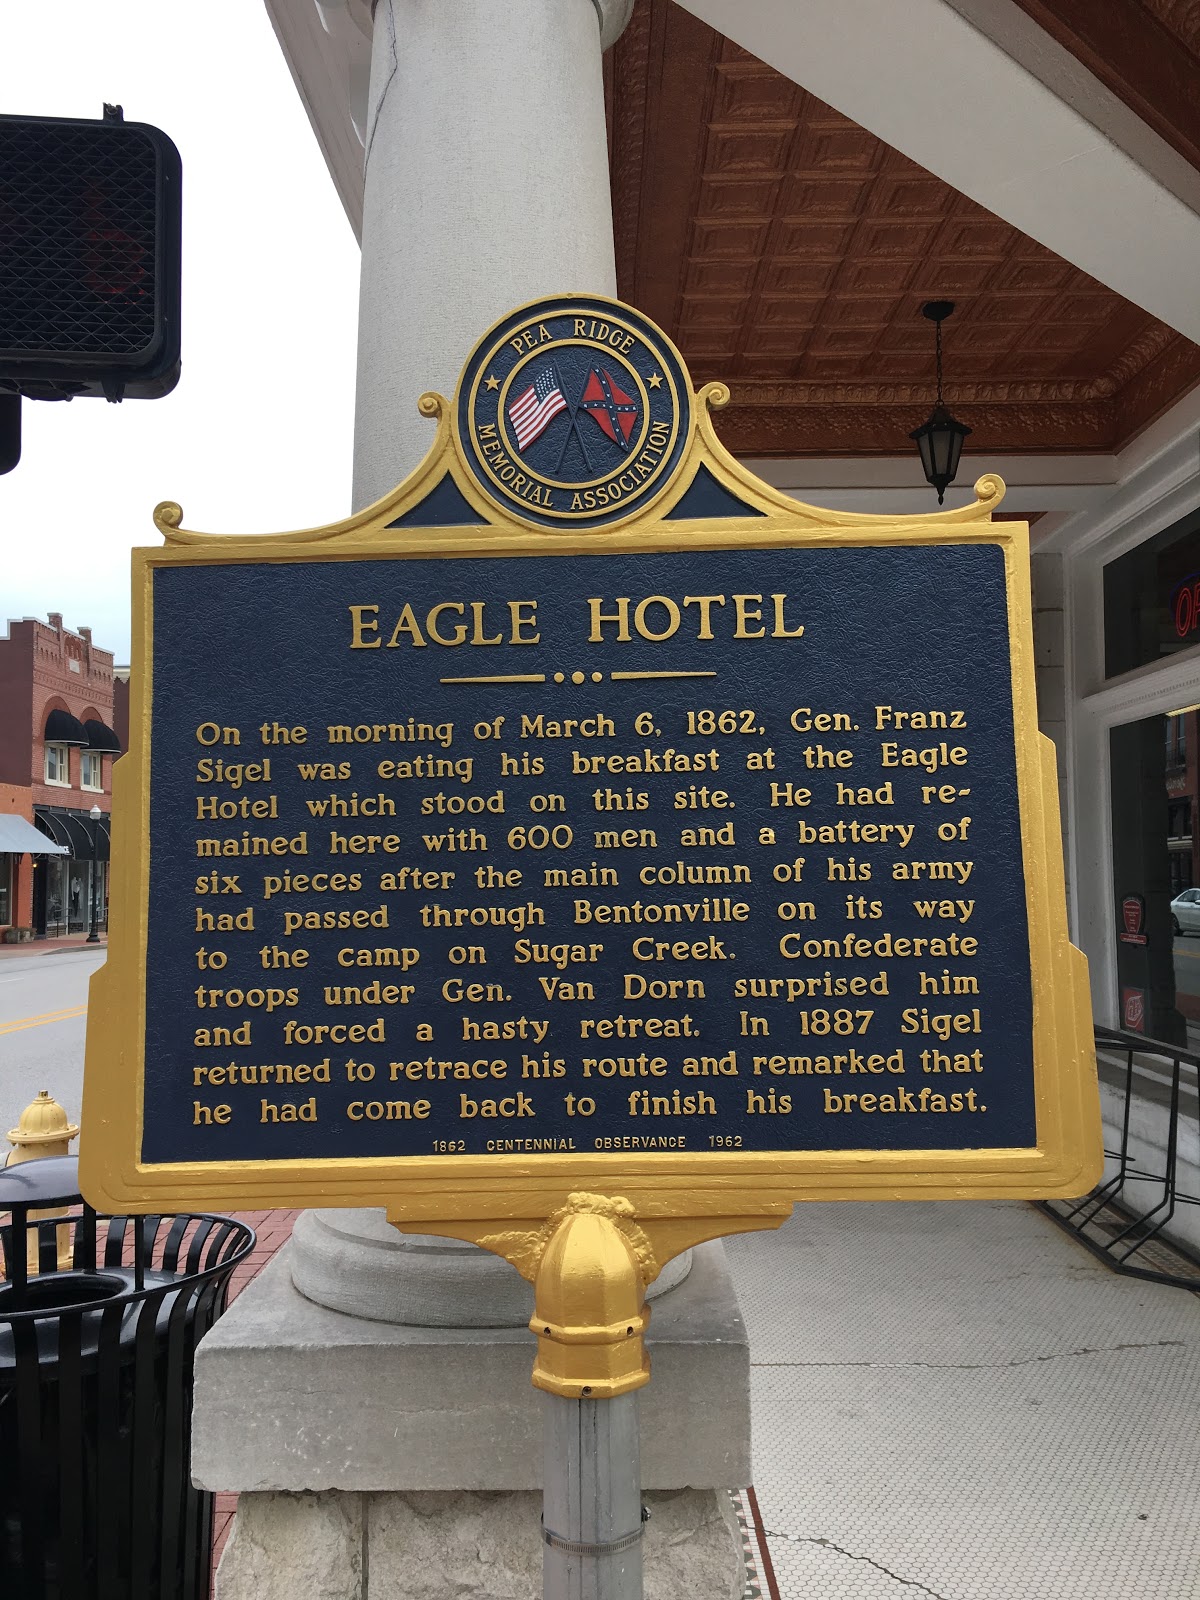 PEA RIDGE
MEMORIAL ASSOCIATION
EAGLE HOTEL
On the morning of March 6, 1862, Gen. Franz
Sigel was eating his breakfast at the Eagle
Hotel which stood on this site. He had re-
mained here with 600 men and a battery of
six pieces after the main column of his army
had passed through Bentonville on its way
to the camp on Sugar Creek. Confederate
troops under Gen. Van Dorn surprised him
and forced a hasty retreat. In 1887 Sigel
returned to retrace his route and remarked that
he had come back to finish his breakfast.
1862 CENTENNIAL OBSERVANCE 1962